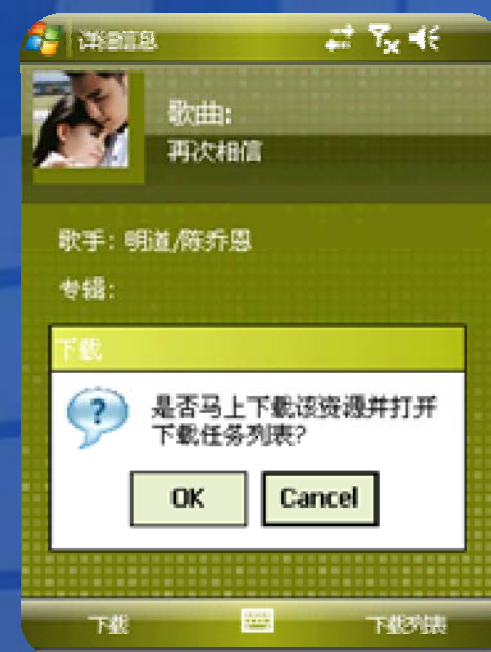 详细信息
歌曲:
再次相信
歌手: 明道/陈乔恩
专辑:
下载
是否马上下载该资源并打开
下载任务列表?
OK
Cancel
下载
下载列表